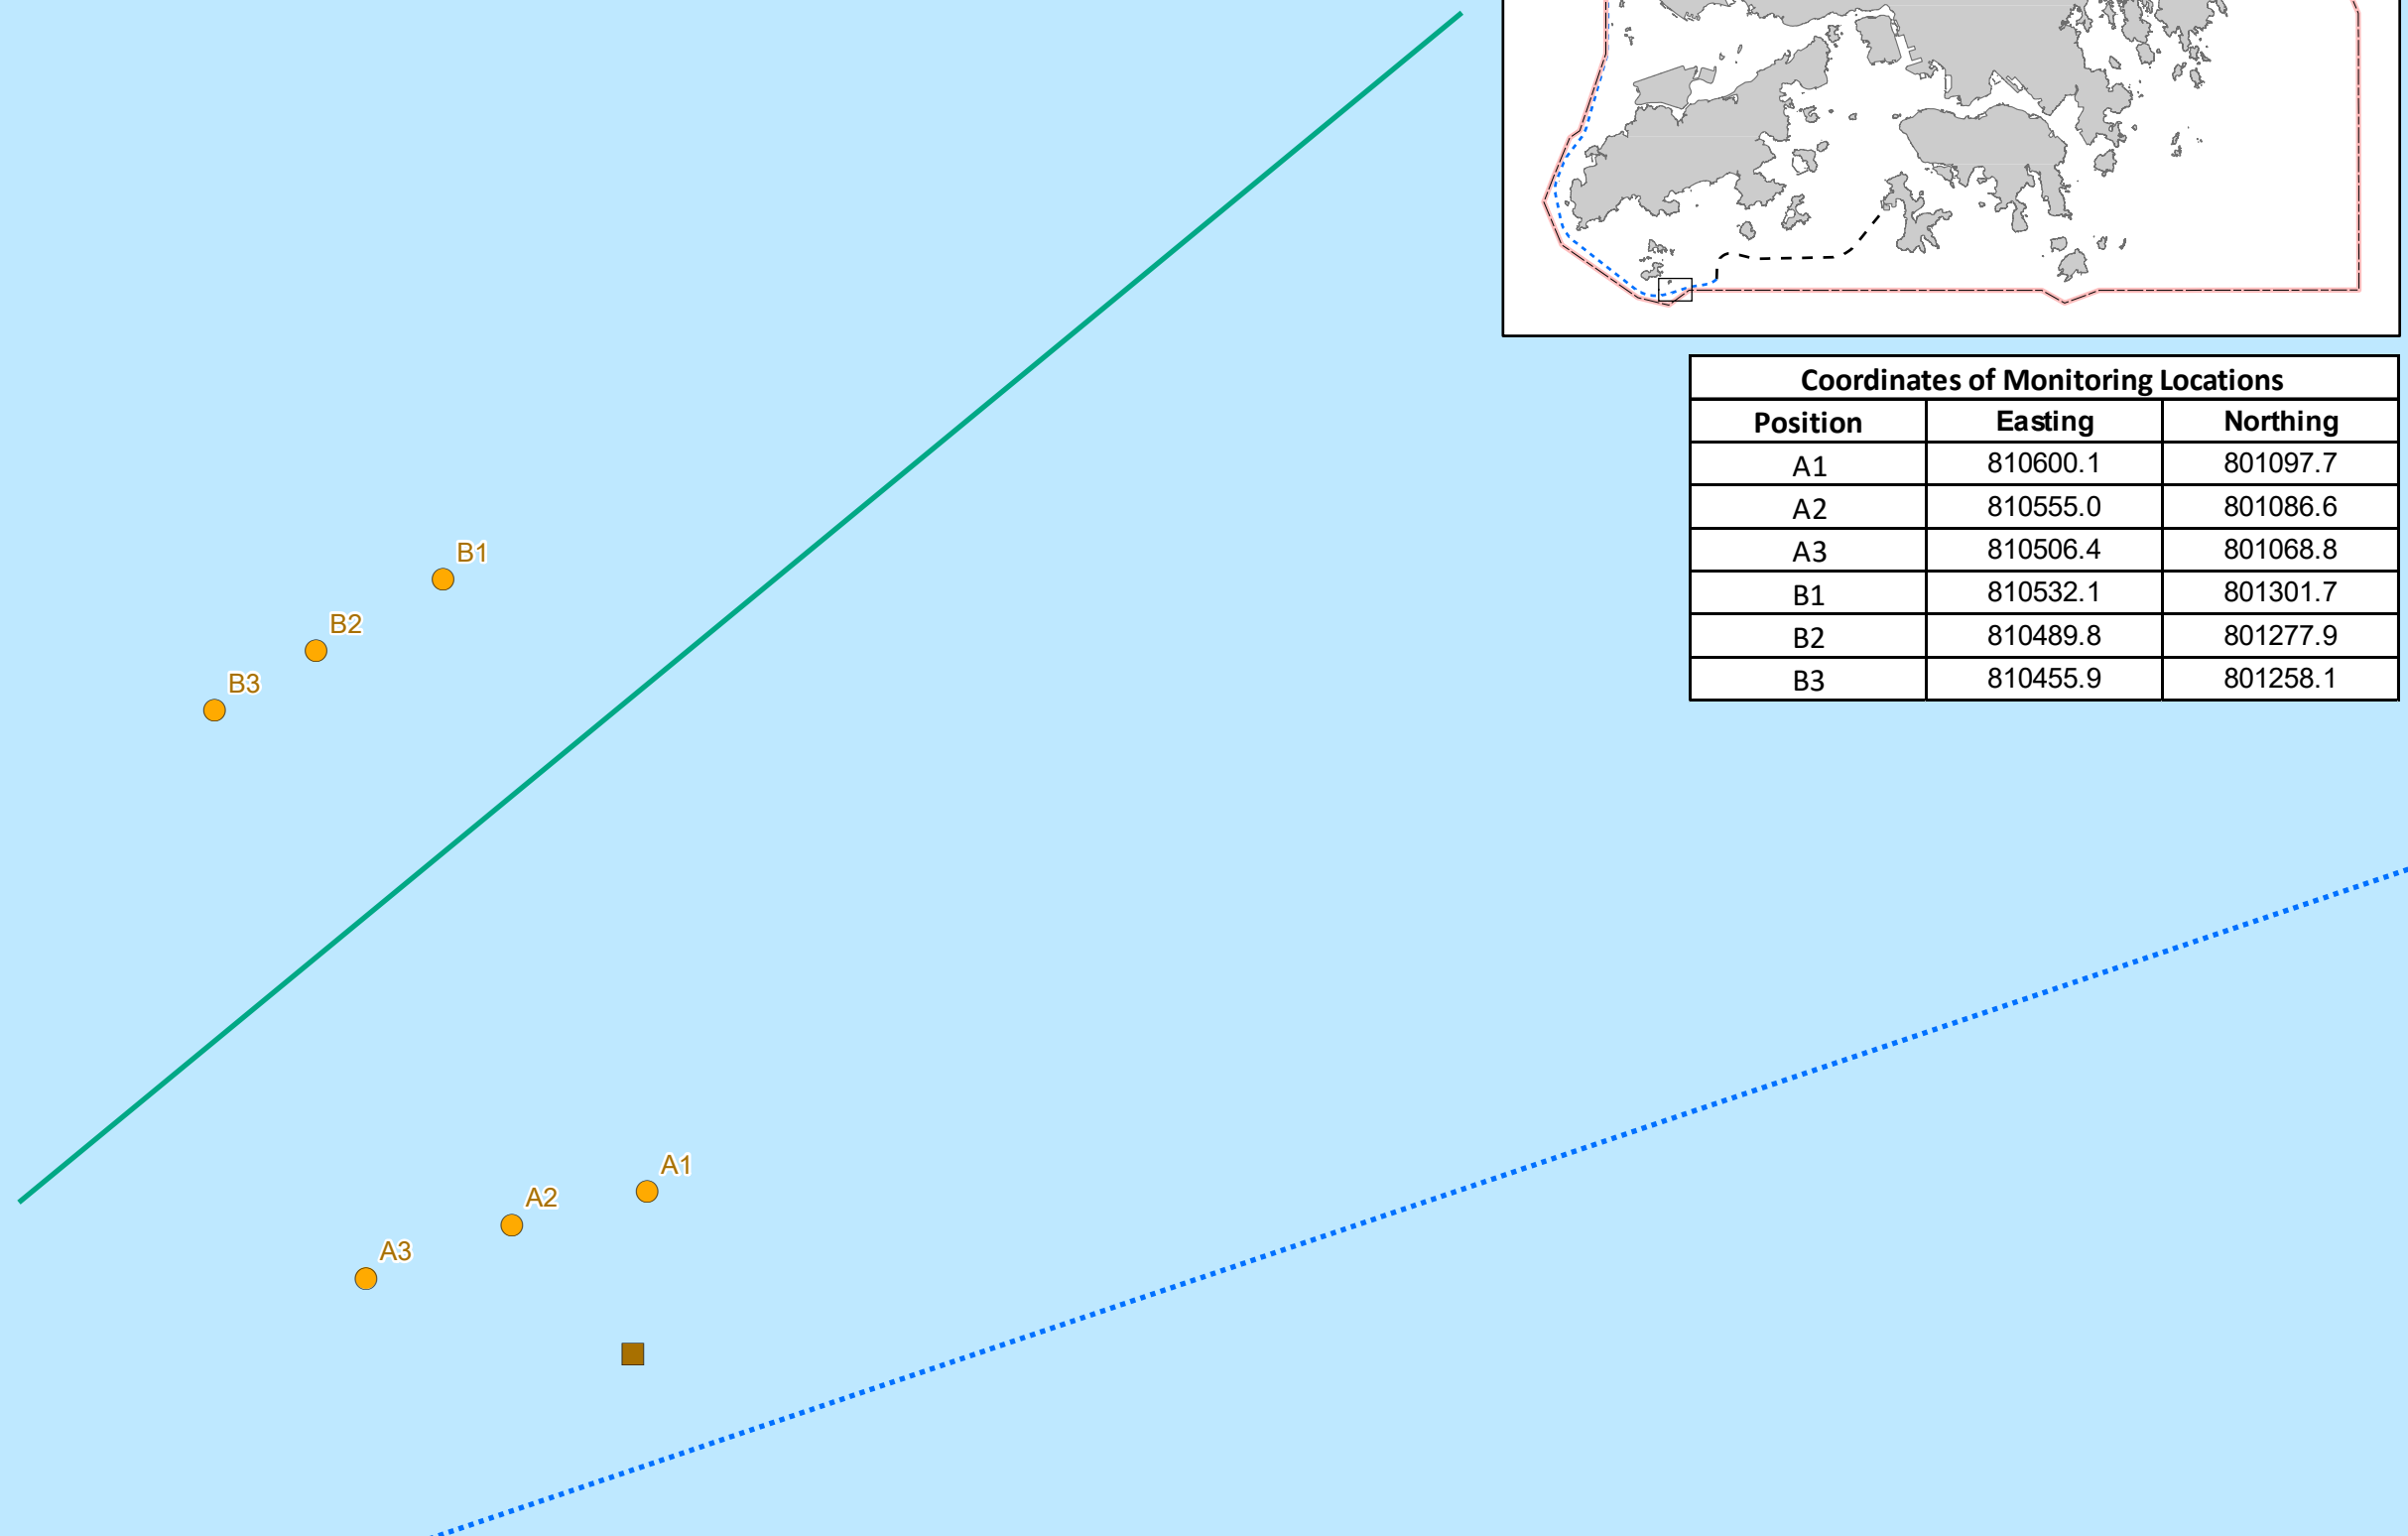 Coordinates of Monitoring Locations
Position Easting Northing
A1 810600.1 801097.7
A2 810555.0 801086.6
A3 810506.4 801068.8
B1 810532.1 801301.7
B2 810489.8 801277.9
B3 810455.9 801258.1
B1
B2
B3
A1
A2
A3